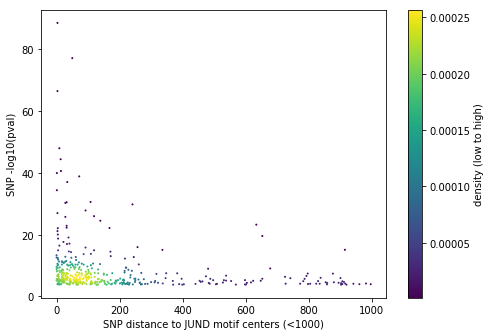 80
60
40
20
0
SNP -log10(pval)
0 200 400 600 800 1000
SNP distance to JUND motif centers (<1000)
0.00025
0.00020
0.00015
0.00010
0.00005
density (low to high)